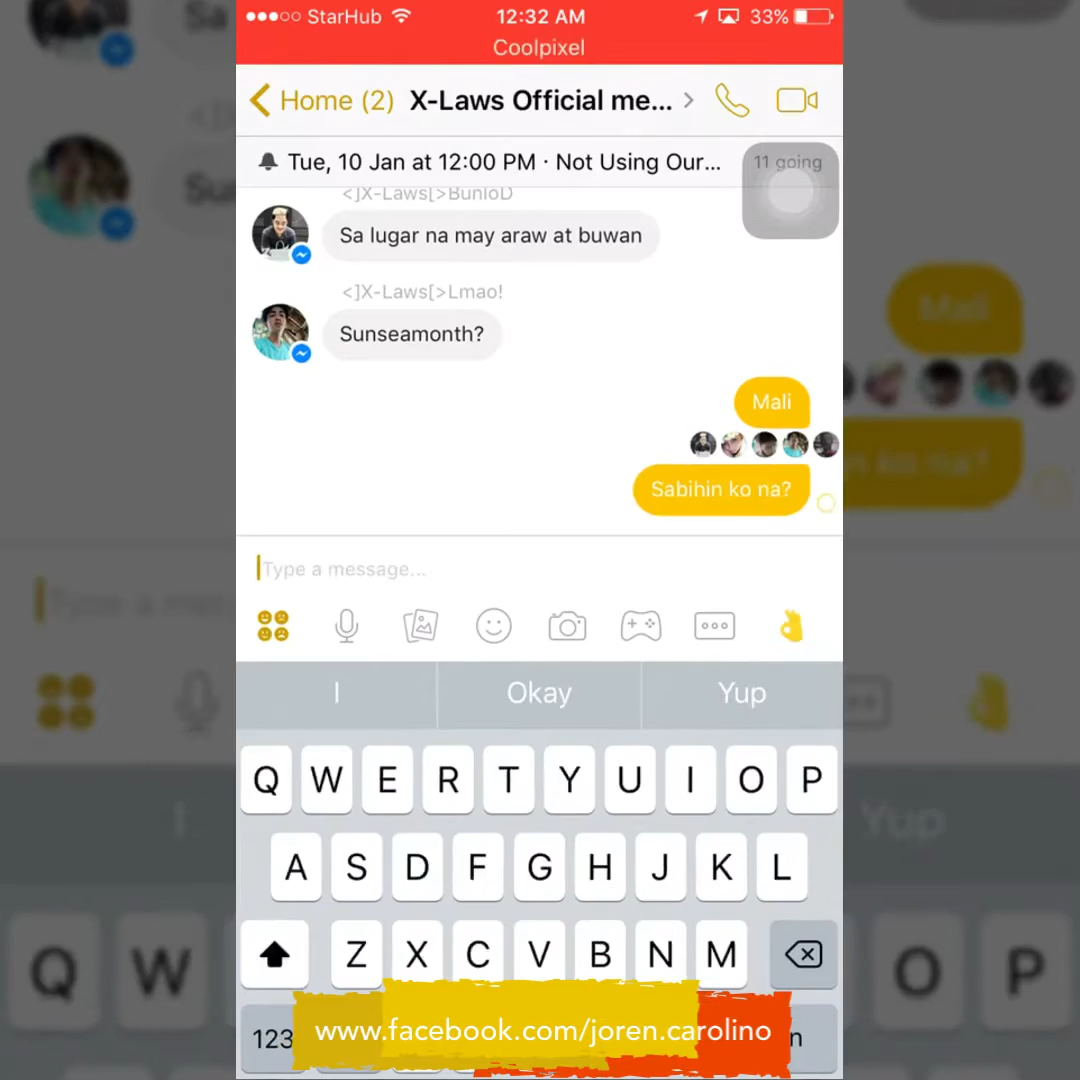 StarHub
12:32 AM
33%
Coolpixel
Home (2)
X-Laws Official me...
Tue, 10 Jan at 12:00 PM · Not Using Our...
11 going
<]X-Laws[>BunloD
Sa lugar na may araw at buwan
<]X-Laws[>Lmao!
Sunseamonth?
Mali
Sabihin ko na?
Type a message...
I
Okay
Yup
Q W E R T Y U I O P
A S D F G H J K L
Z X C V B N M
123
www.facebook.com/joren.carolino